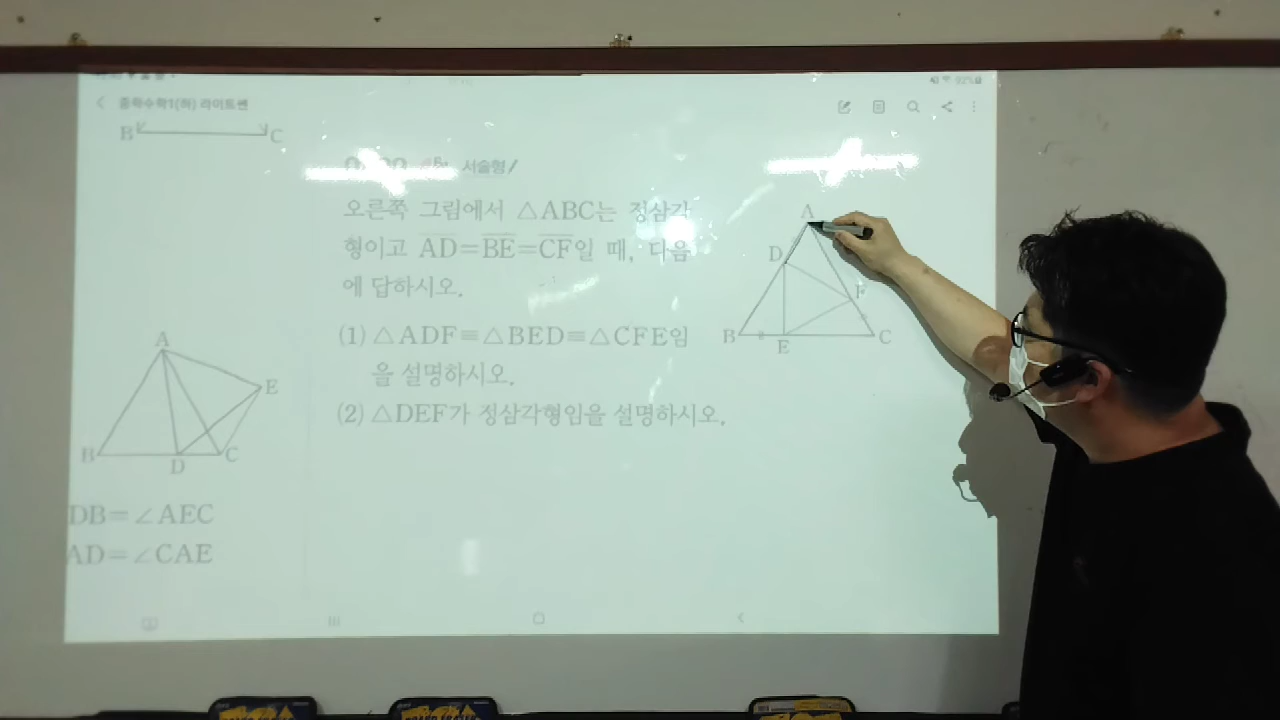 중학수학1(하) 라이트쎈
B C
서술형
오른쪽 그림에서 △ABC는 정삼각
형이고 AD=BE=CF일 때, 다음
에 답하시오.
(1) △ADF≡△BED≡△CFE임
을 설명하시오.
(2) △DEF가 정삼각형임을 설명하시오.
A
D
F
B
E
C
A
E
B
D
C
DB=∠AEC
AD=∠CAE